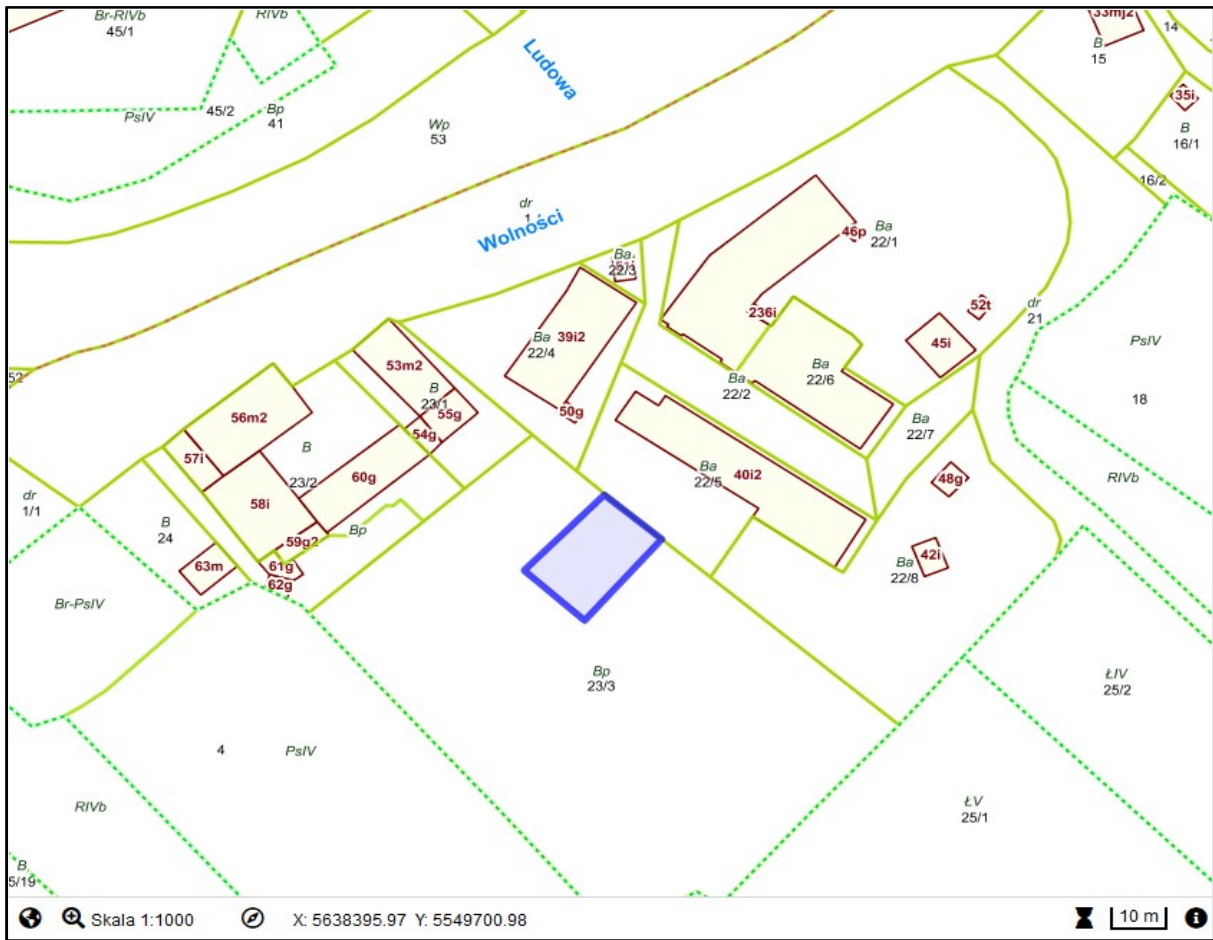 Br-RIVb
45/1
RIVb
33mj2
14
B
15
Ludowa
35i
B
16/1
PsIV
45/2
Bp
41
Wp
53
16/2
dr
1
Wolności
46p
Ba
22/1
Ba
22/3
236i
52t
dr
21
PsIV
39i2
Ba
22/4
45i
Ba
22/6
53m2
Ba
22/2
52
B
23/1
18
50g
55g
56m2
54g
Ba
22/7
B
57i
Ba
22/5
40i2
60g
23/2
48g
RIVb
dr
1/1
58i
B
24
Bp
59g2
42i
Ba
22/8
63m
61g
62g
Br-PsIV
Bp
23/3
ŁIV
25/2
4
PsIV
RIVb
ŁV
25/1
B
5/19
Skala 1:1000
X: 5638395.97 Y: 5549700.98
10 m